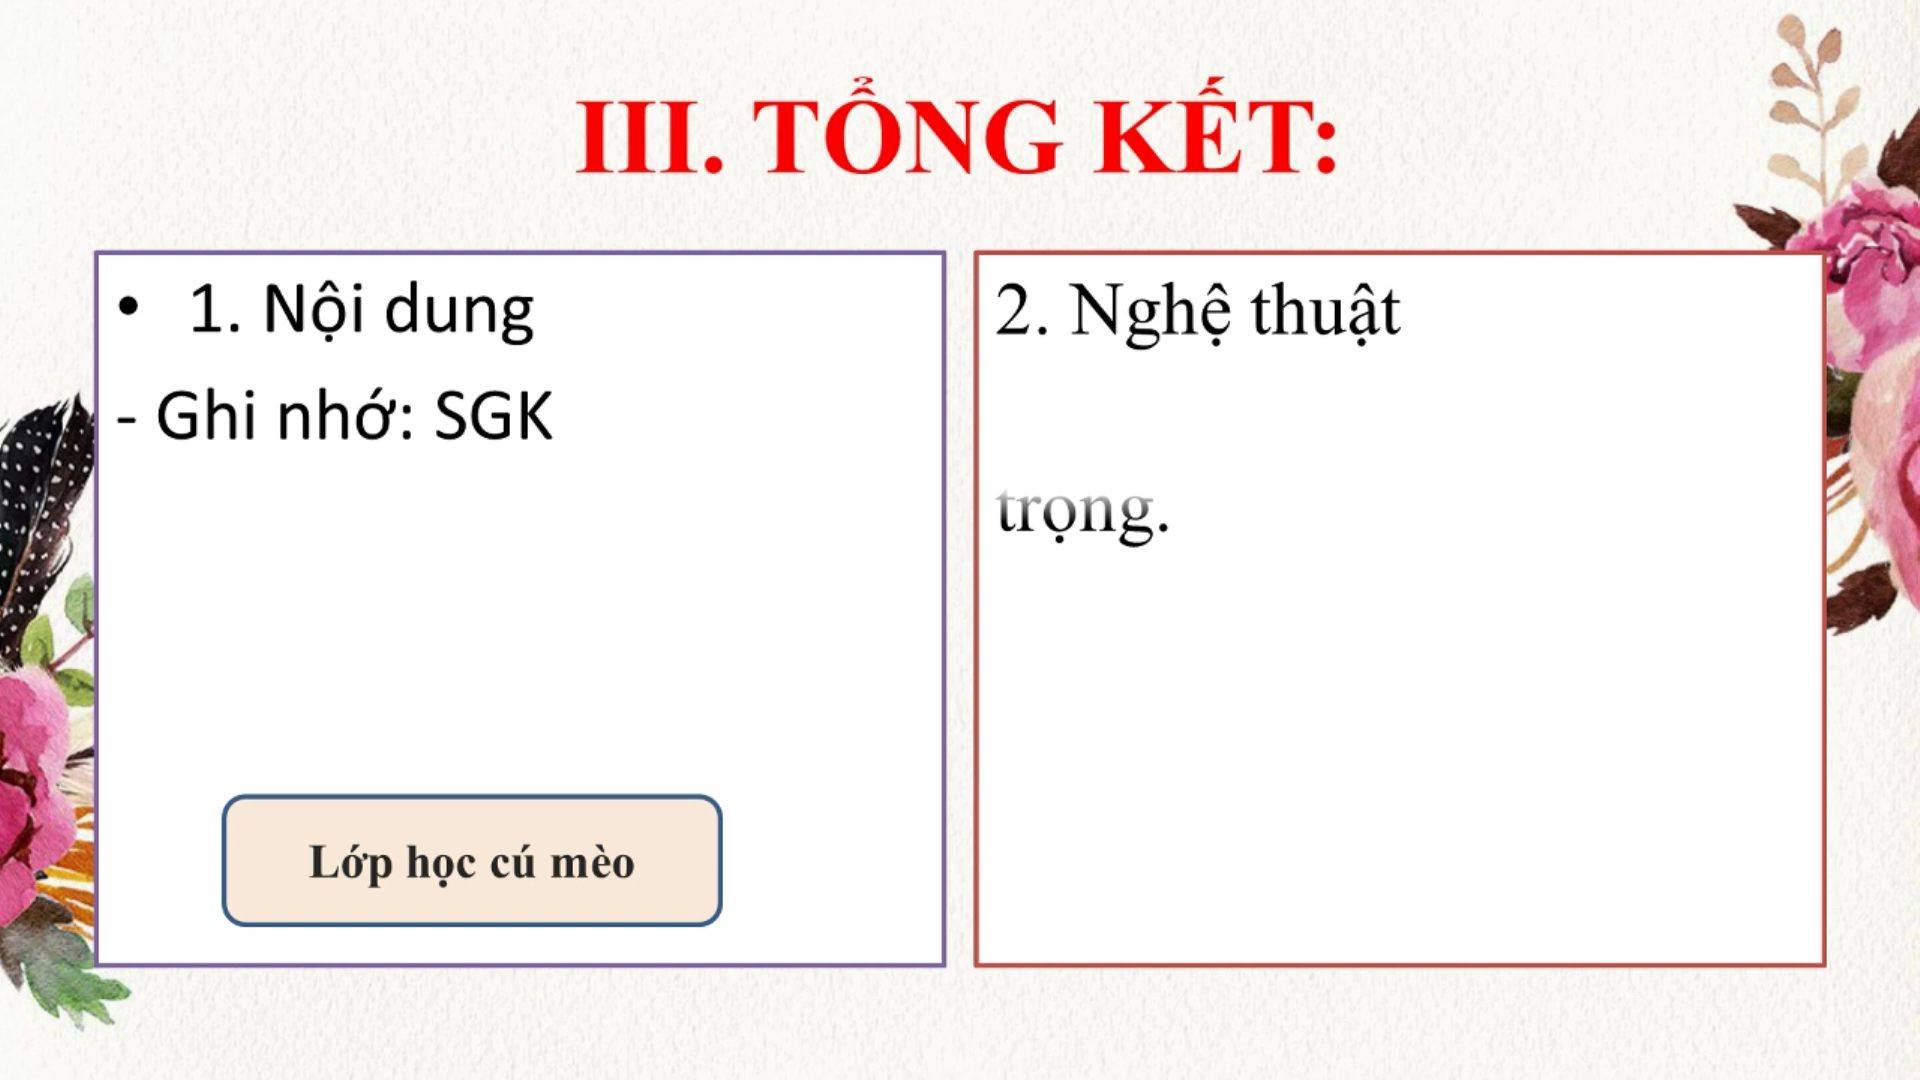 III. TỔNG KẾT:
• 1. Nội dung
- Ghi nhớ: SGK
Lớp học cú mèo
2. Nghệ thuật
trọng.